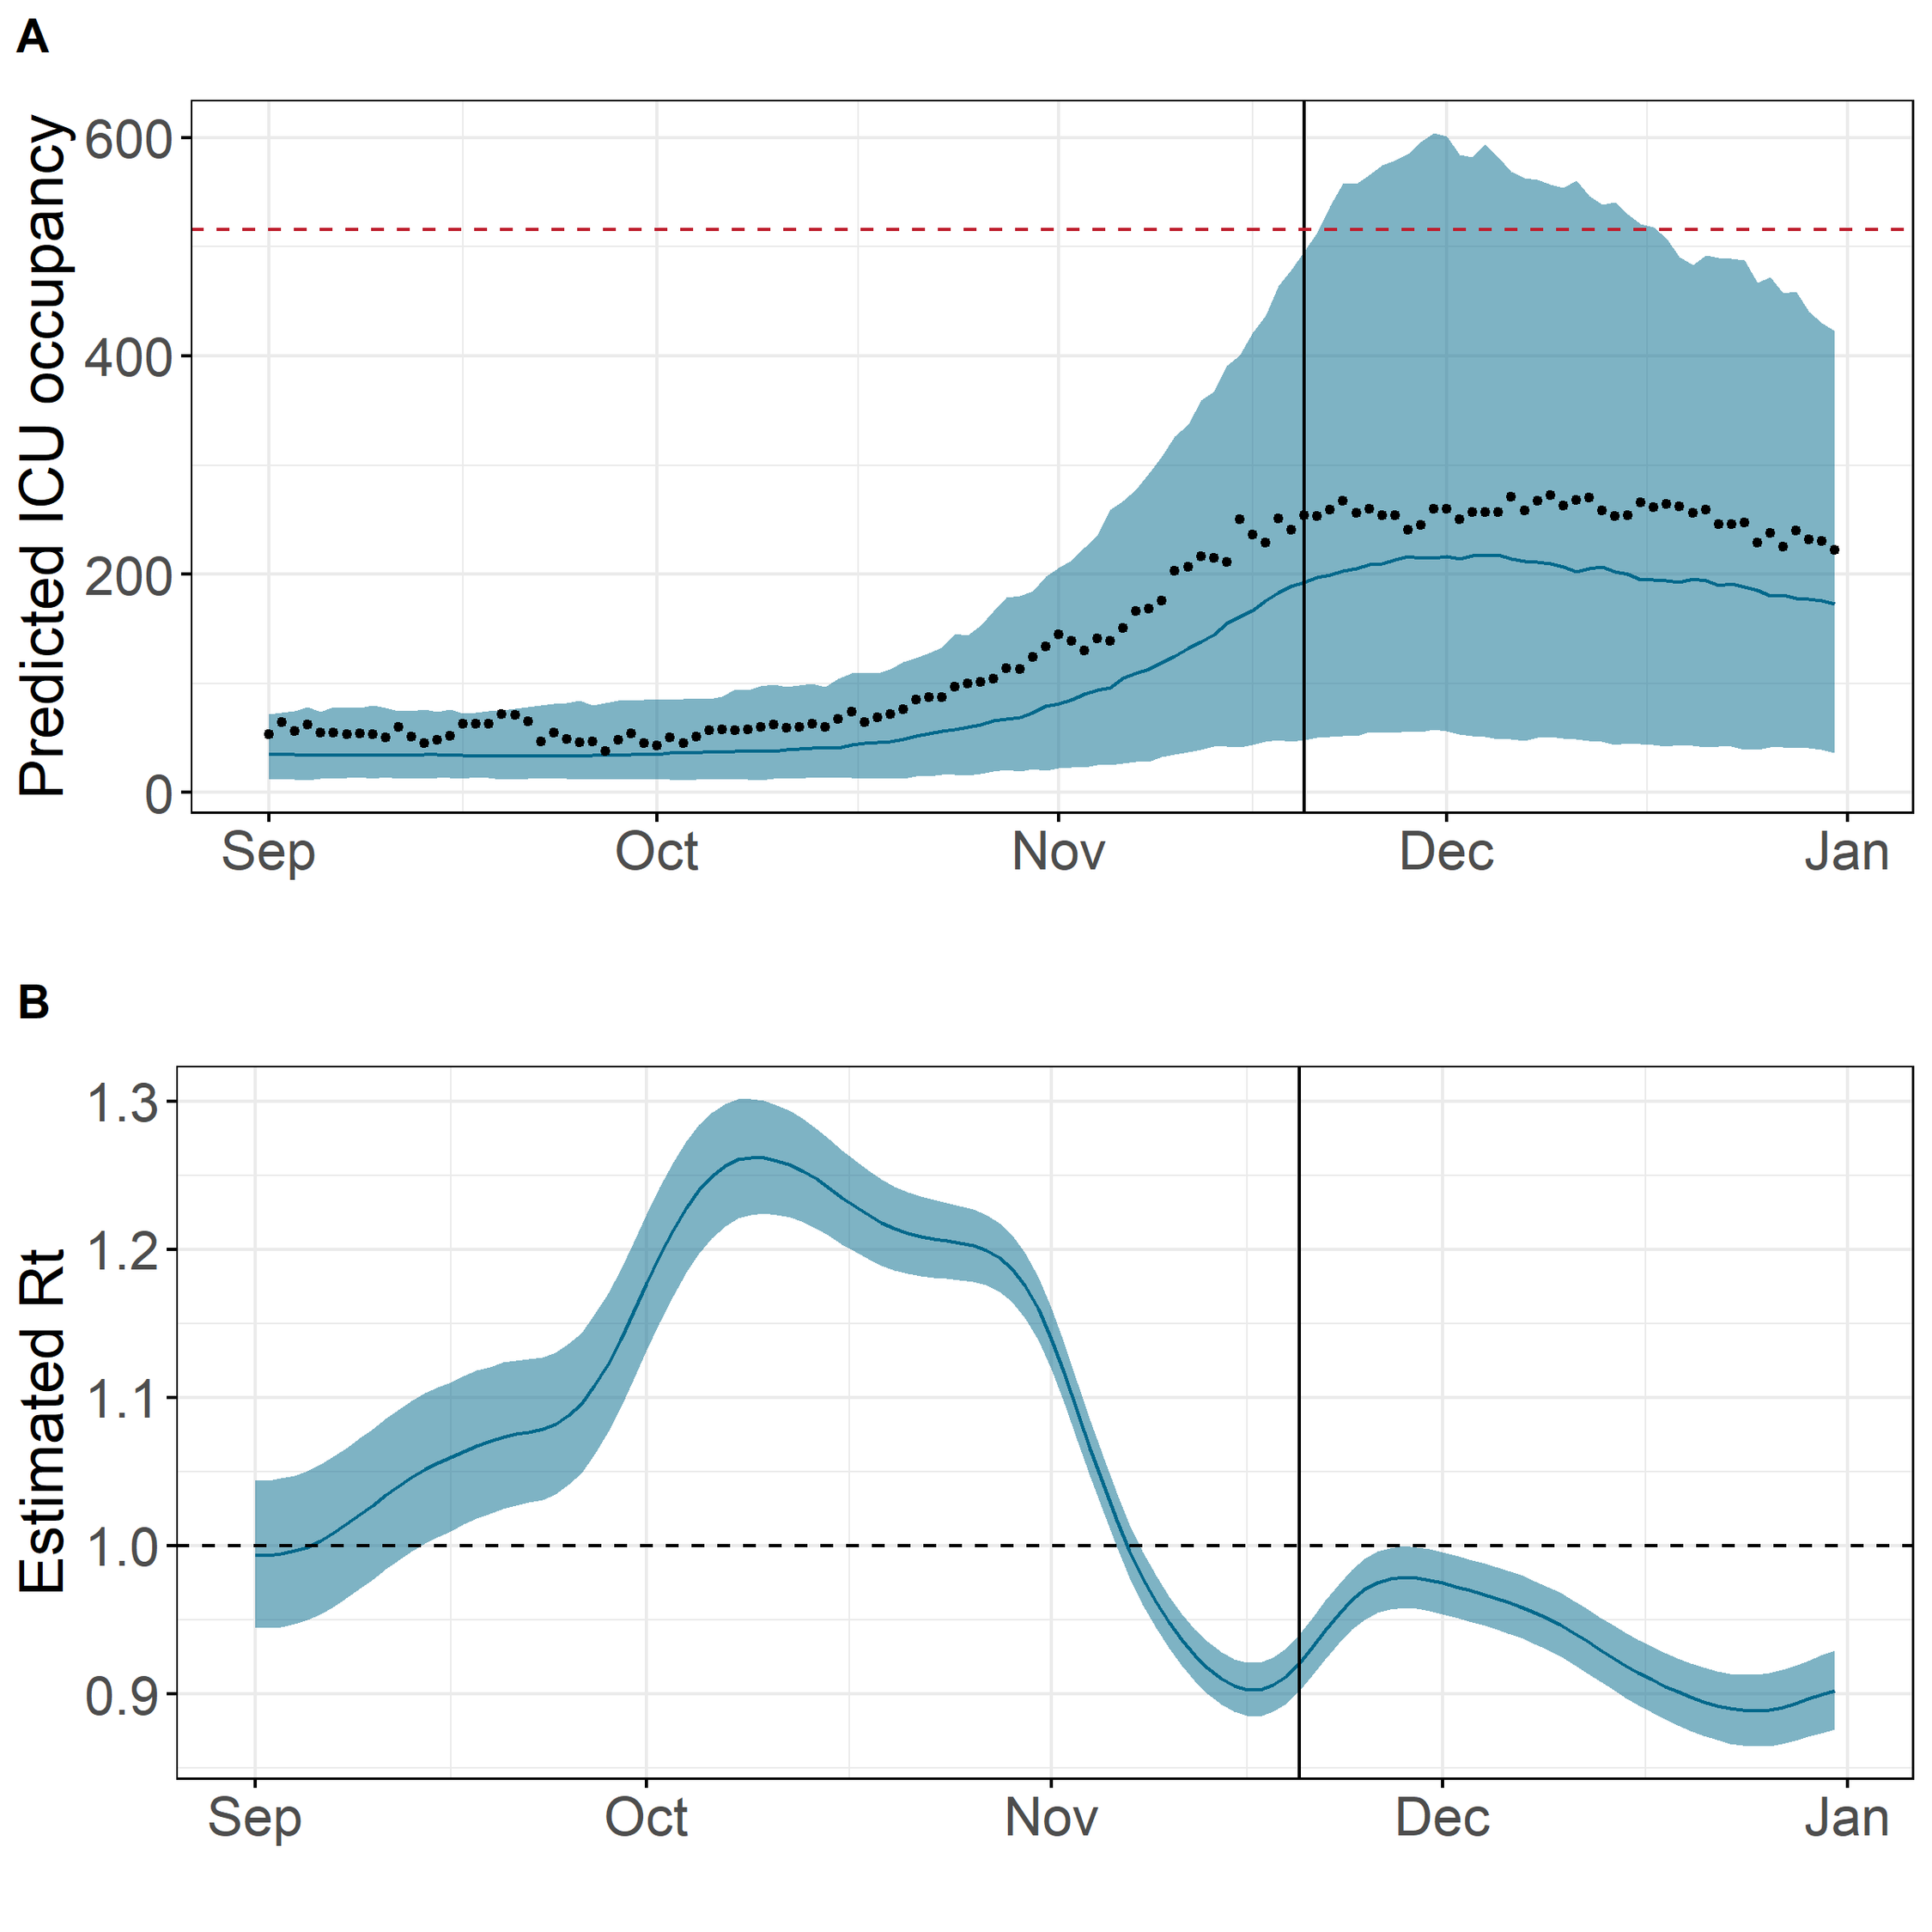 A
Predicted ICU occupancy
600
400
200
0
Sep Oct Nov Dec Jan
B
Estimated Rt
1.3
1.2
1.1
1.0
0.9
Sep Oct Nov Dec Jan